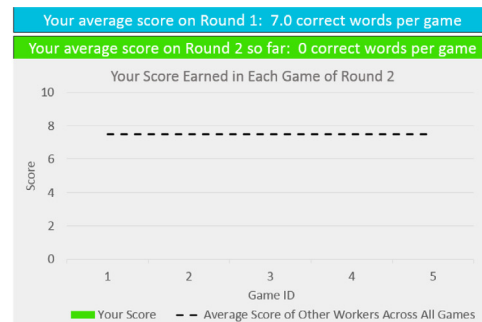 Your average score on Round 1: 7.0 correct words per game
Your average score on Round 2 so far: 0 correct words per game
Your Score Earned in Each Game of Round 2
10
8
6
4
2
0
Score
1 2 3 4 5
Game ID
Your Score Average Score of Other Workers Across All Games